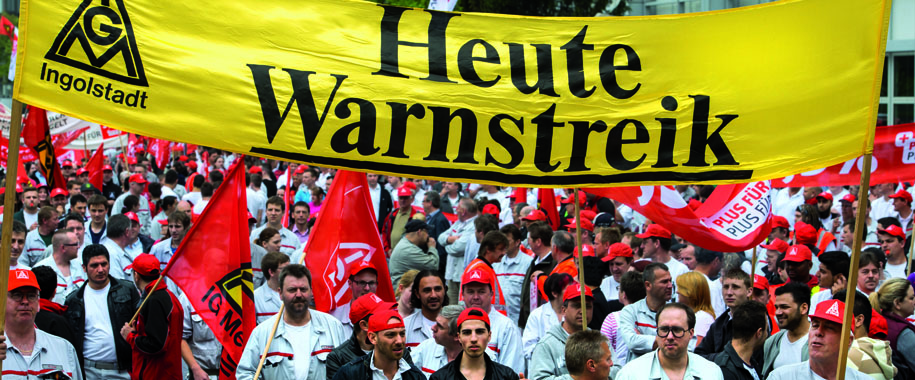 IG
Ingolstadt
Heute
Warnstreik
PLUS FÜR
PLUS FÜR
IG Me